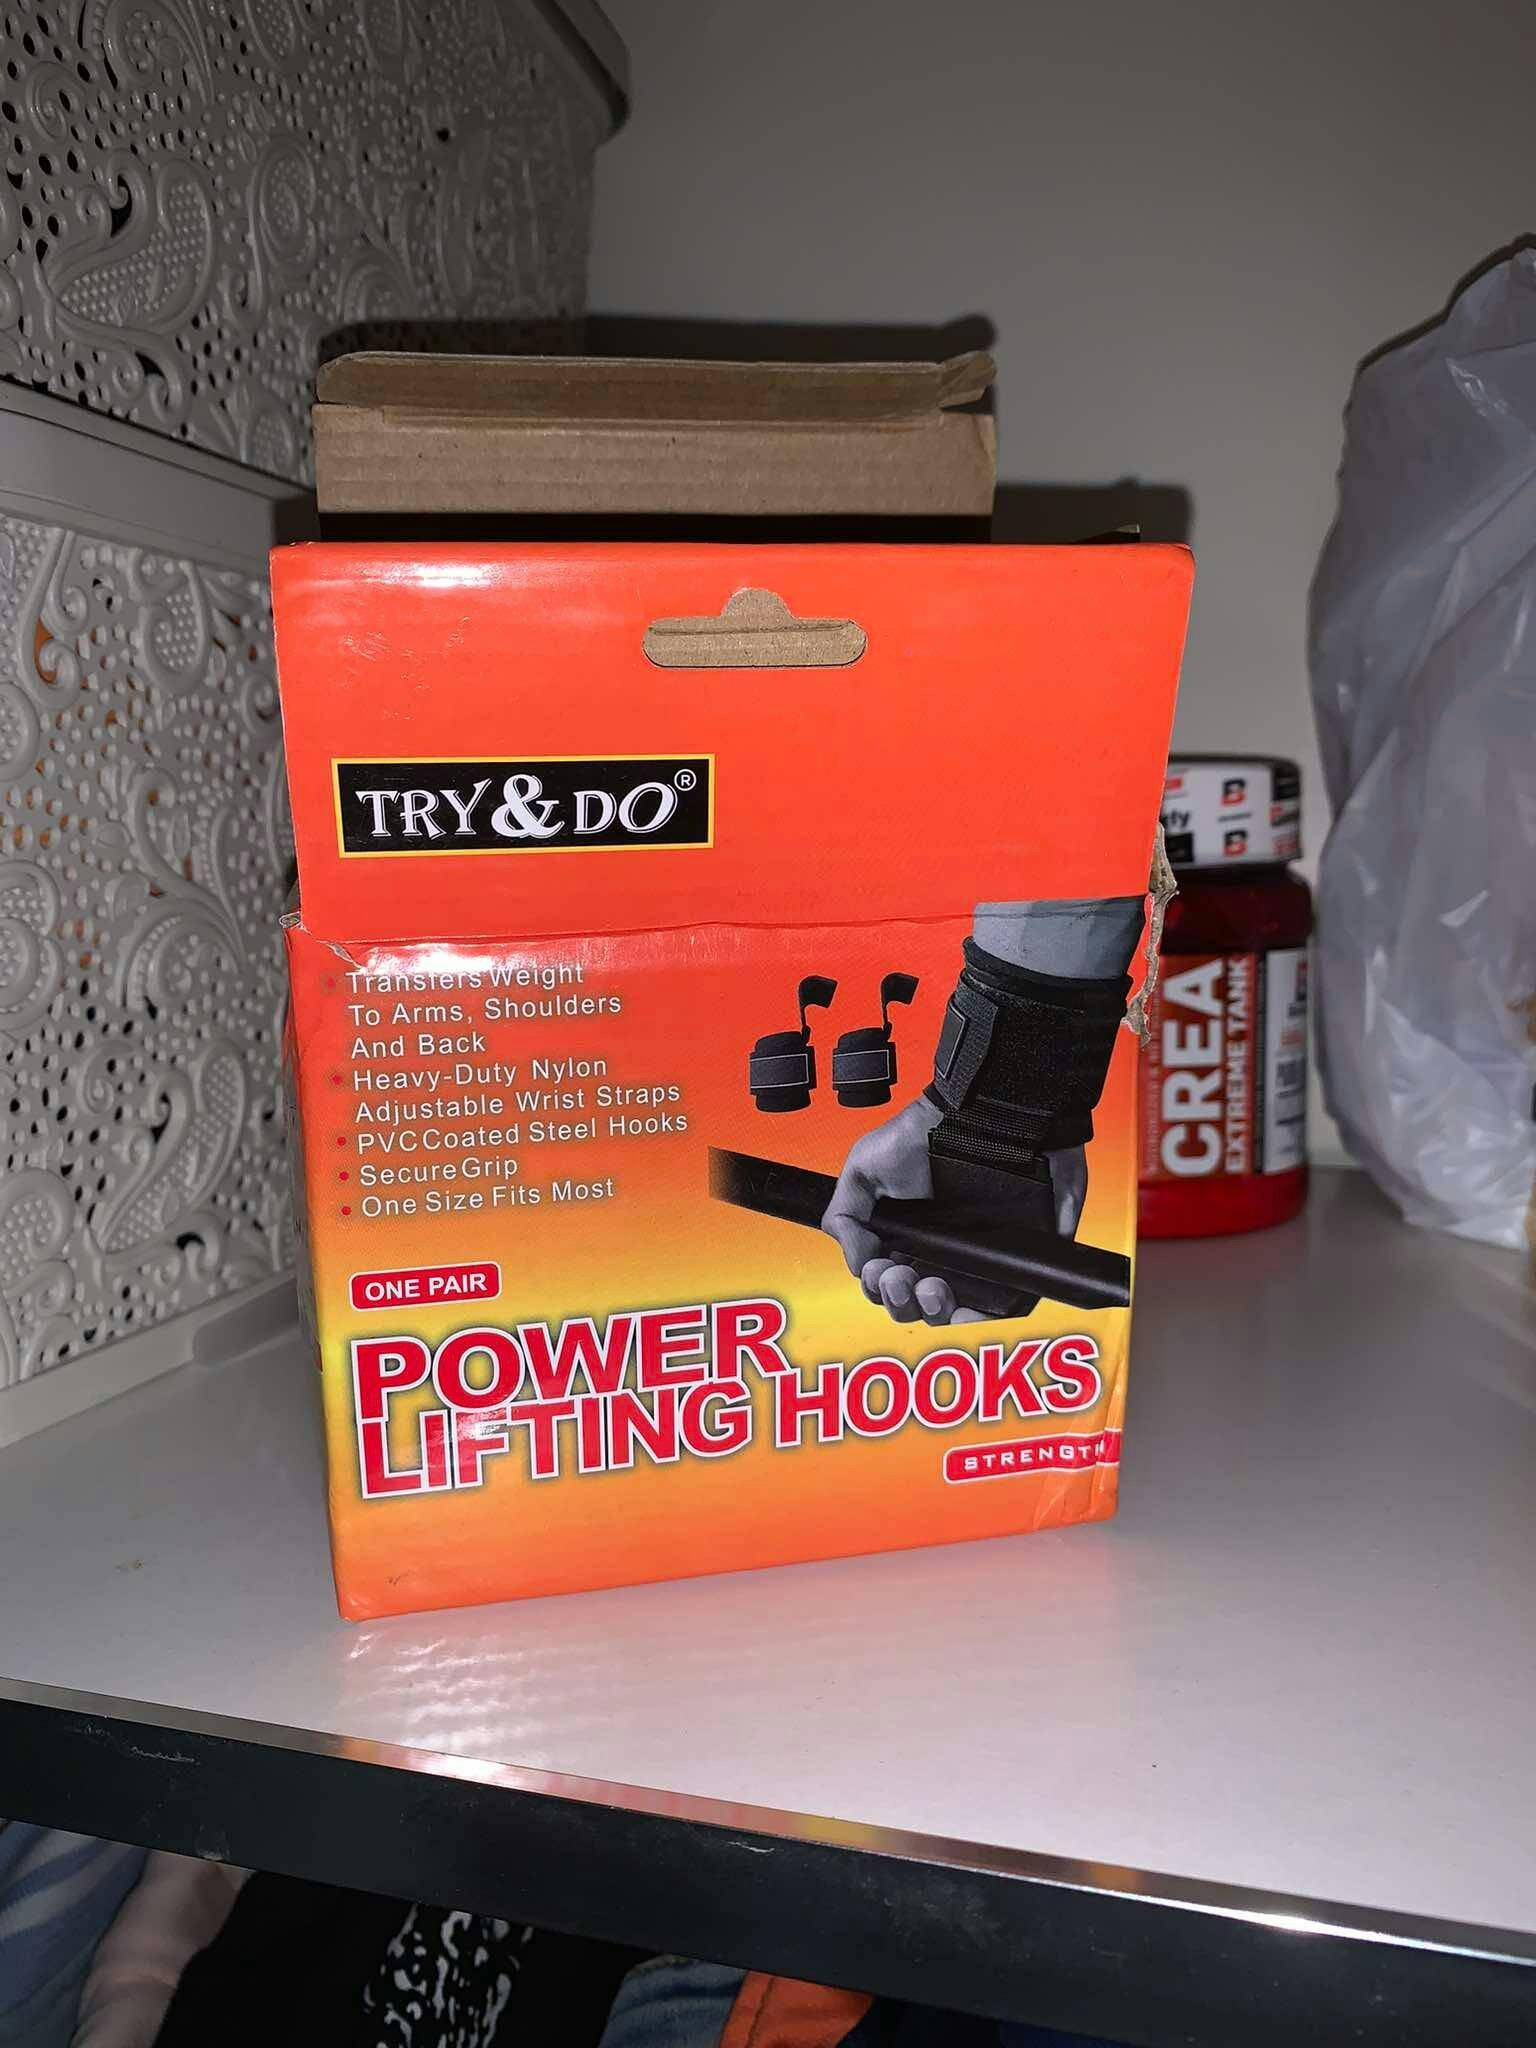 TRY & DO®
Transfers Weight
To Arms, Shoulders
And Back
Heavy-Duty Nylon
Adjustable Wrist Straps
PVC Coated Steel Hooks
Secure Grip
One Size Fits Most
ONE PAIR
POWER
LIFTING HOOKS
STRENGTH
CREA
EXTREME TANK